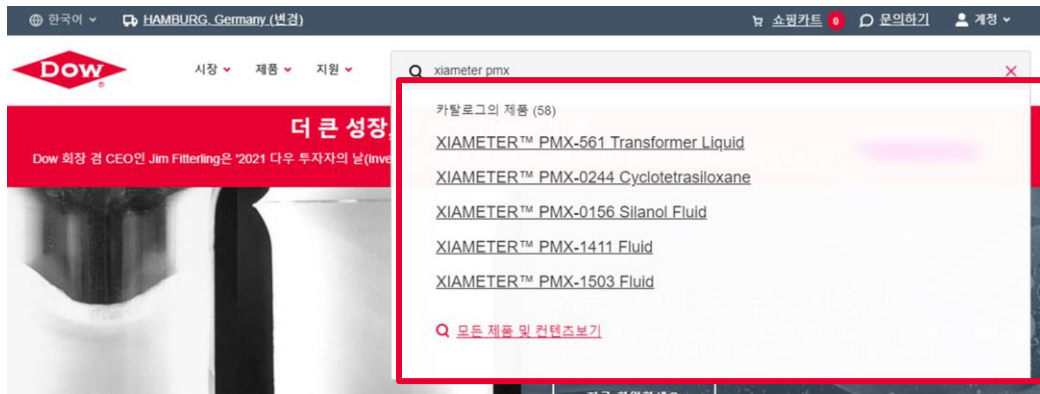 한국어
HAMBURG, Germany (변경)
쇼핑카트 0
문의하기
계정
DOW
시장
제품
지원
xiameter pmx
더 큰 성장,
Dow 회장 겸 CEO인 Jim Fitterling은 '2021 다우 투자자의 날(Inve
카탈로그의 제품 (58)
XIAMETER™ PMX-561 Transformer Liquid
XIAMETER™ PMX-0244 Cyclotetrasiloxane
XIAMETER™ PMX-0156 Silanol Fluid
XIAMETER™ PMX-1411 Fluid
XIAMETER™ PMX-1503 Fluid
모든 제품 및 컨텐츠보기